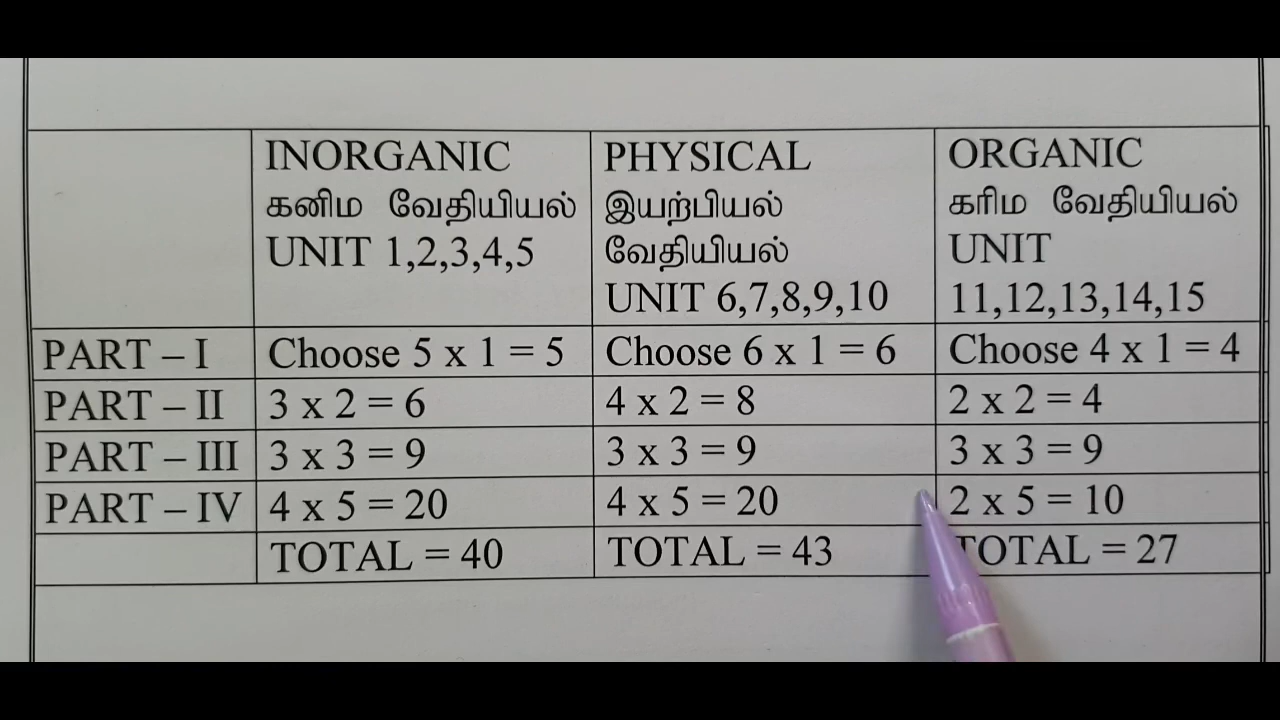 INORGANIC
கனிம வேதியியல்
UNIT 1,2,3,4,5
PHYSICAL
இயற்பியல்
வேதியியல்
UNIT 6,7,8,9,10
ORGANIC
கரிம வேதியியல்
UNIT
11,12,13,14,15
PART – I Choose 5 x 1 = 5 Choose 6 x 1 = 6 Choose 4 x 1 = 4
PART – II 3 x 2 = 6 4 x 2 = 8 2 x 2 = 4
PART – III 3 x 3 = 9 3 x 3 = 9 3 x 3 = 9
PART – IV 4 x 5 = 20 4 x 5 = 20 2 x 5 = 10
TOTAL = 40 TOTAL = 43 TOTAL = 27